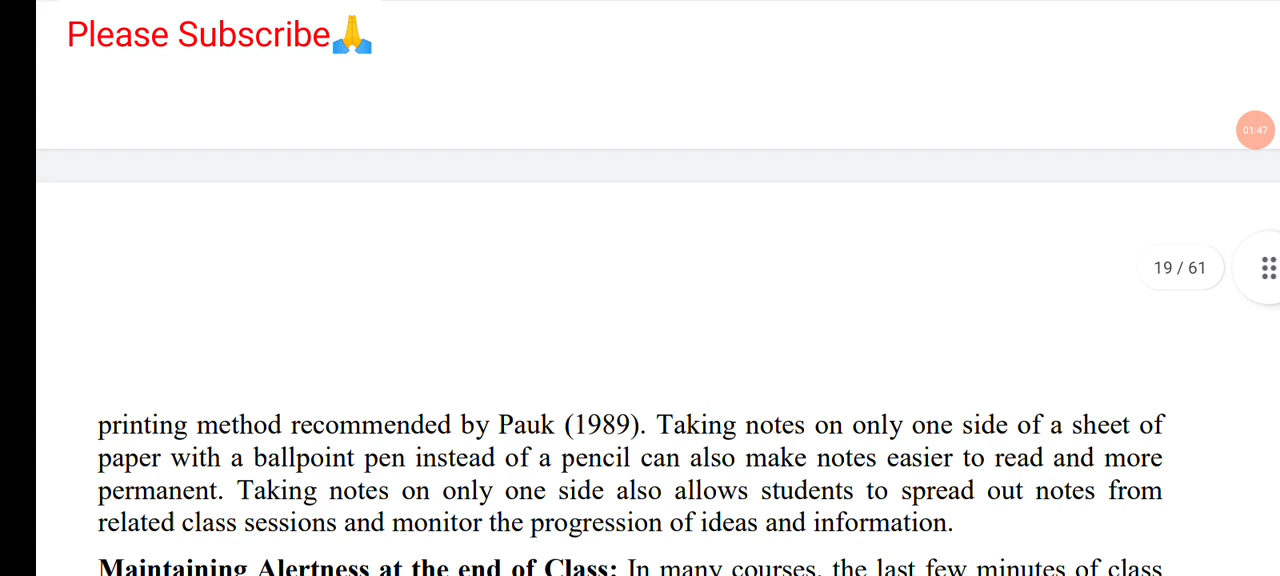 Please Subscribe🙏
01:47
19 / 61
printing method recommended by Pauk (1989). Taking notes on only one side of a sheet of
paper with a ballpoint pen instead of a pencil can also make notes easier to read and more
permanent. Taking notes on only one side also allows students to spread out notes from
related class sessions and monitor the progression of ideas and information.
Maintaining Alertness at the end of Class: In many courses, the last few minutes of class